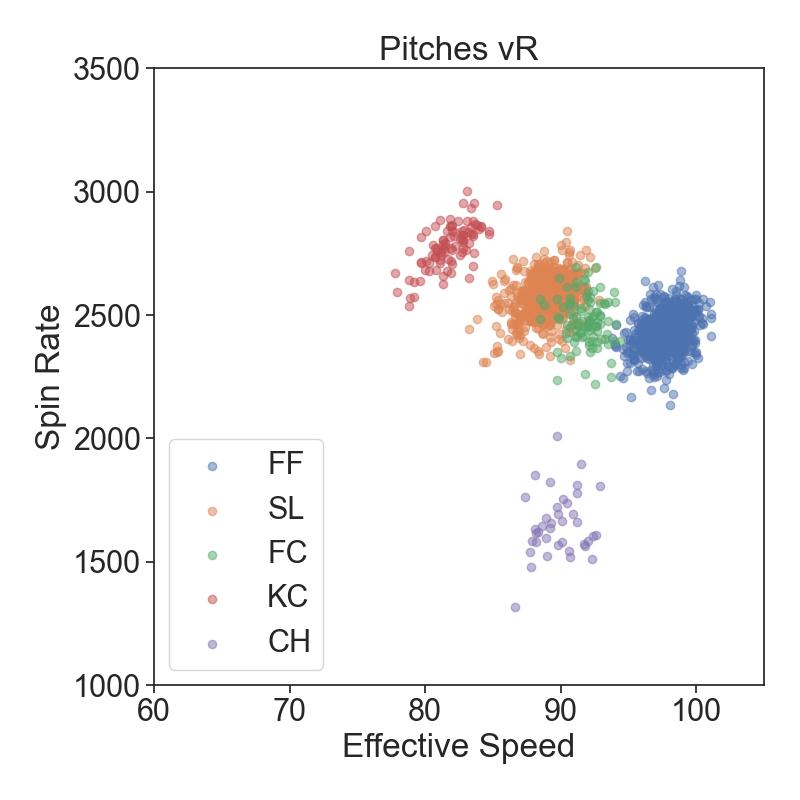 Pitches vR
3500
3000
2500
2000
1500
1000
Spin Rate
FF
SL
FC
KC
CH
60 70 80 90 100
Effective Speed